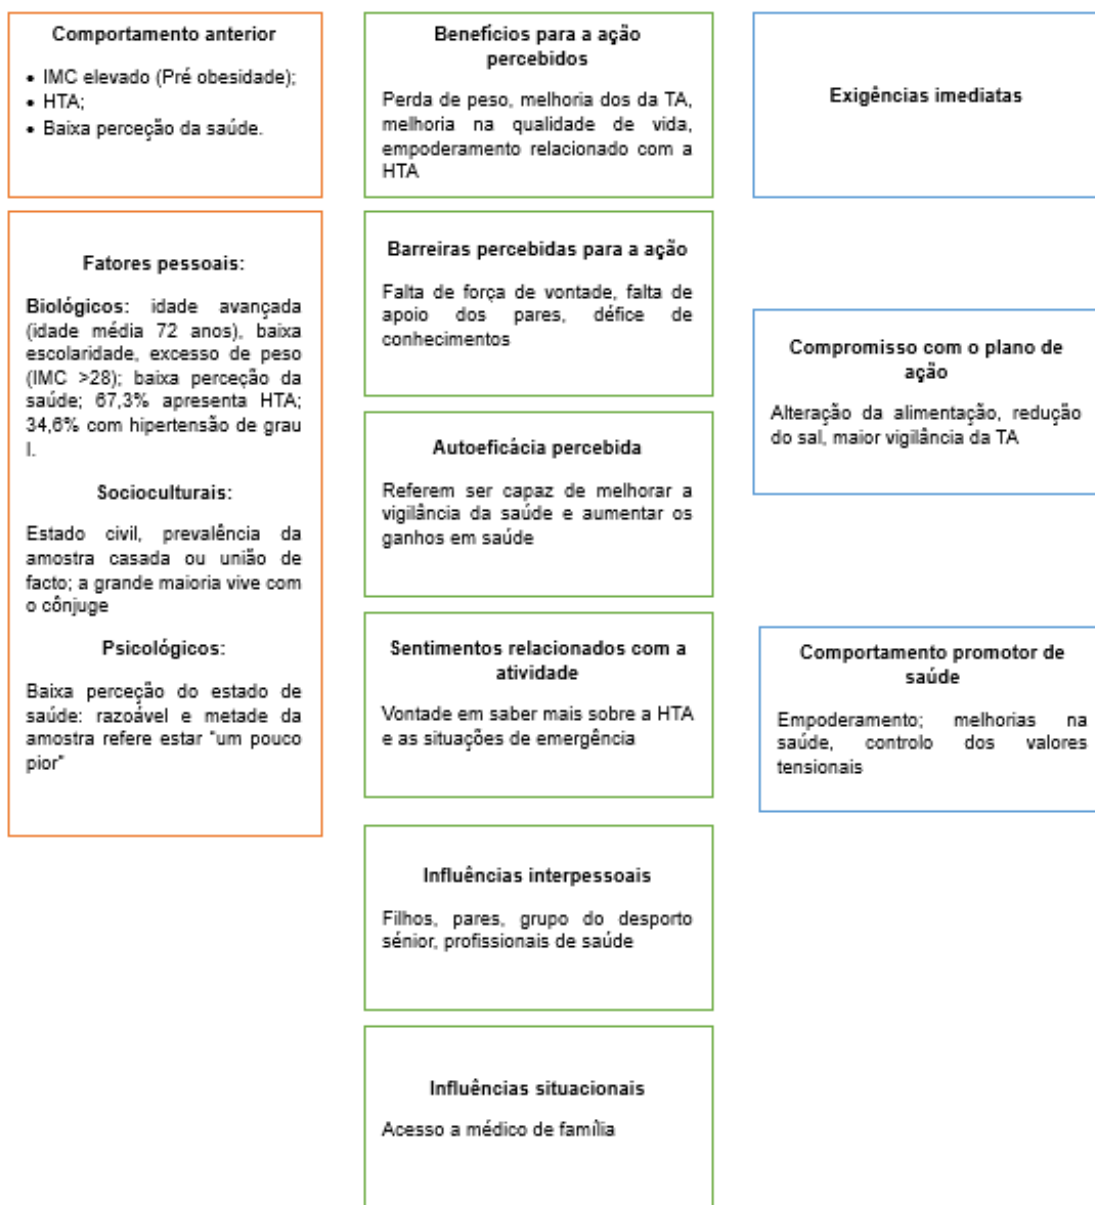 Comportamento anterior
• IMC elevado (Pré obesidade);
• HTA;
• Baixa perceção da saúde.
Fatores pessoais:
Biológicos: idade avançada
(idade média 72 anos), baixa
escolaridade, excesso de peso
(IMC >28); baixa perceção da
saúde; 67,3% apresenta HTA;
34,6% com hipertensão de grau
I.
Socioculturais:
Estado civil, prevalência da
amostra casada ou união de
facto; a grande maioria vive com
o cônjuge
Psicológicos:
Baixa perceção do estado de
saúde: razoável e metade da
amostra refere estar "um pouco
pior"
Benefícios para a ação
percebidos
Perda de peso, melhoria dos da TA,
melhoria na qualidade de vida,
empoderamento relacionado com a
HTA
Barreiras percebidas para a ação
Falta de força de vontade, falta de
apoio dos pares, défice de
conhecimentos
Autoeficácia percebida
Referem ser capaz de melhorar a
vigilância da saúde e aumentar os
ganhos em saúde
Sentimentos relacionados com a
atividade
Vontade em saber mais sobre a HTA
e as situações de emergência
Influências interpessoais
Filhos, pares, grupo do desporto
sénior, profissionais de saúde
Influências situacionais
Acesso a médico de família
Exigências imediatas
Compromisso com o plano de
ação
Alteração da alimentação, redução
do sal, maior vigilância da TA
Comportamento promotor de
saúde
Empoderamento; melhorias na
saúde, controlo dos valores
tensionais